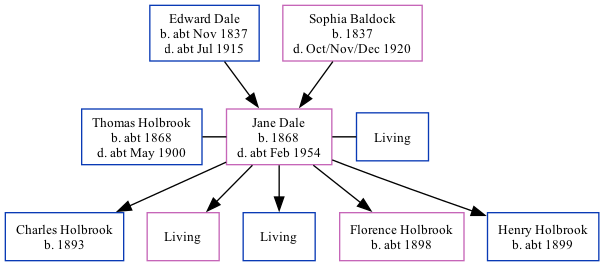 Edward Dale
b. abt Nov 1837
d. abt Jul 1915
Sophia Baldock
b. 1837
d. Oct/Nov/Dec 1920
Thomas Holbrook
b. abt 1868
d. abt May 1900
Jane Dale
b. 1868
d. abt Feb 1954
Living
Charles Holbrook
b. 1893
Living
Living
Florence Holbrook
b. abt 1898
Henry Holbrook
b. abt 1899